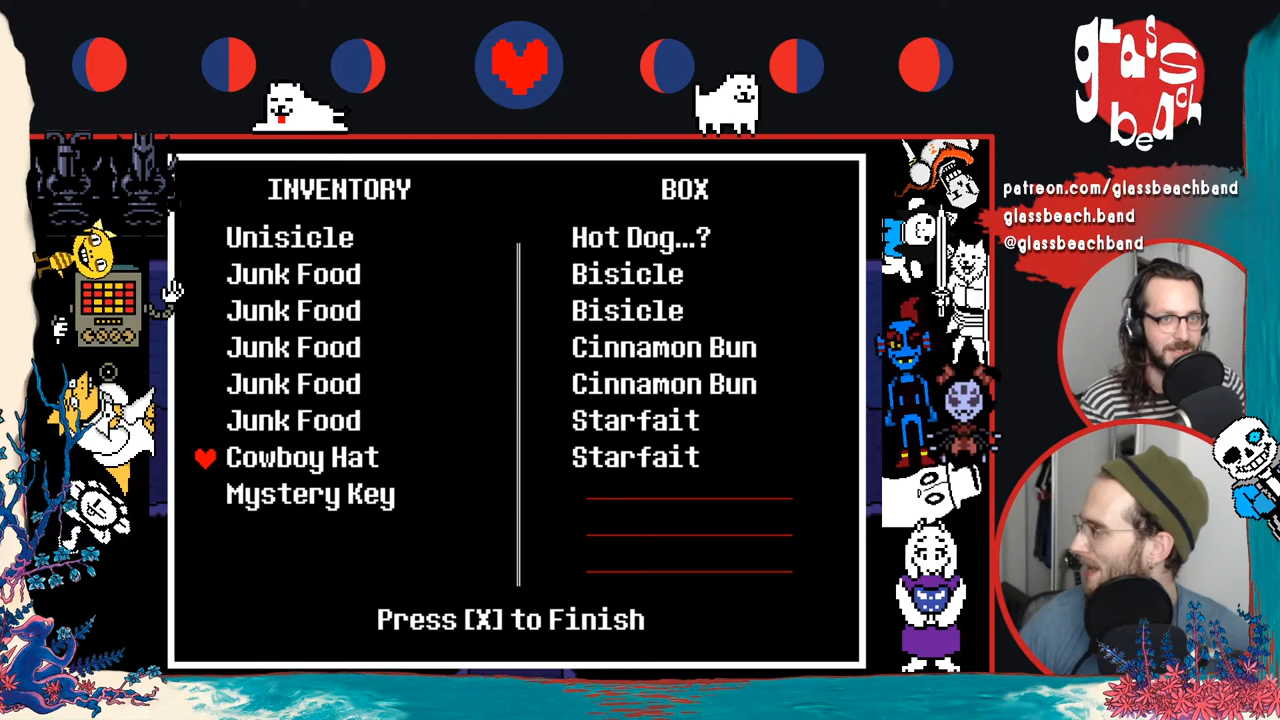 glass
beach
patreon.com/glassbeachband
glassbeach.band
@glassbeachband
INVENTORY
Unisicle
Junk Food
Junk Food
Junk Food
Junk Food
Junk Food
Cowboy Hat
Mystery Key
BOX
Hot Dog...?
Bisicle
Bisicle
Cinnamon Bun
Cinnamon Bun
Starfait
Starfait
Press [X] to Finish